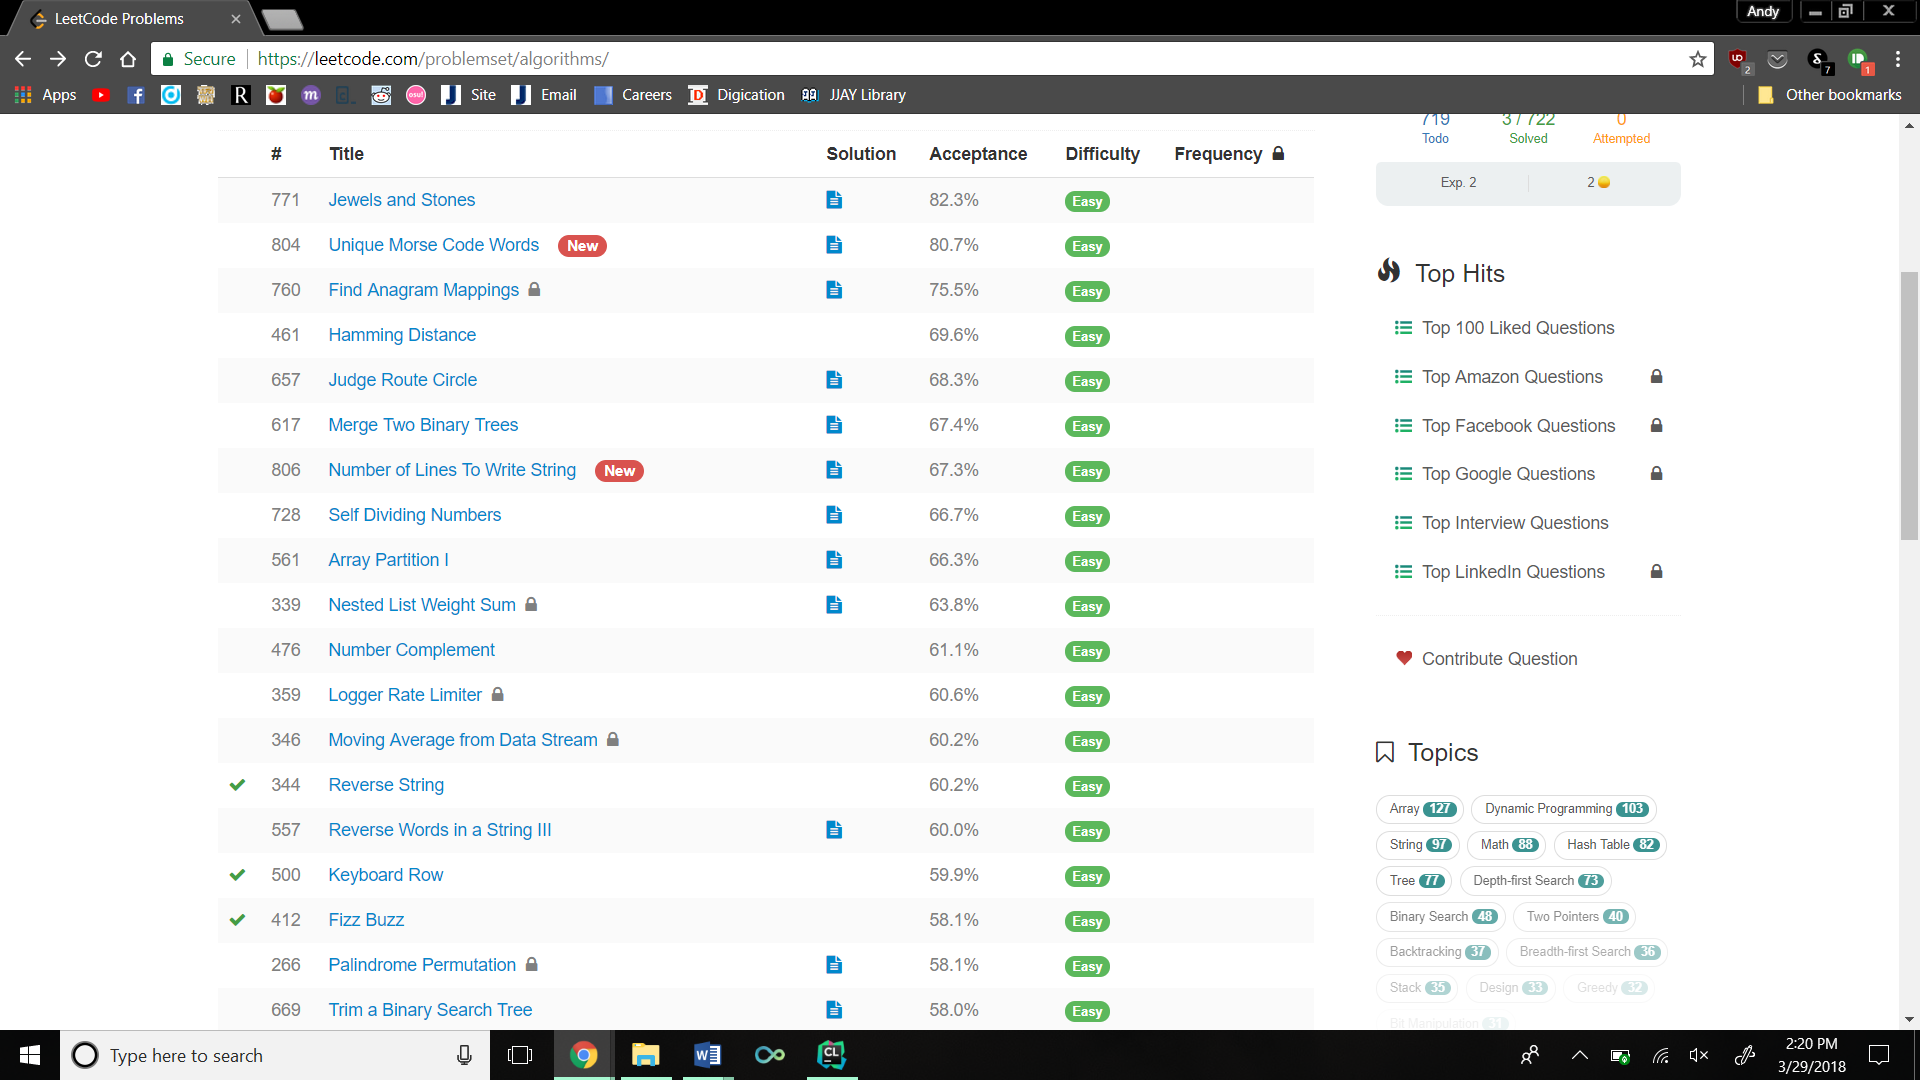 LeetCode Problems
Andy
Secure https://leetcode.com/problemset/algorithms/
2 7 1
Apps R m Site Email Careers Digication JJAY Library Other bookmarks
719 3 / 722 0
Todo Solved Attempted
Exp. 2 2
# Title Solution Acceptance Difficulty Frequency
771 Jewels and Stones 82.3% Easy
804 Unique Morse Code Words New 80.7% Easy
760 Find Anagram Mappings 75.5% Easy
461 Hamming Distance 69.6% Easy
657 Judge Route Circle 68.3% Easy
617 Merge Two Binary Trees 67.4% Easy
806 Number of Lines To Write String New 67.3% Easy
728 Self Dividing Numbers 66.7% Easy
561 Array Partition I 66.3% Easy
339 Nested List Weight Sum 63.8% Easy
476 Number Complement 61.1% Easy
359 Logger Rate Limiter 60.6% Easy
346 Moving Average from Data Stream 60.2% Easy
344 Reverse String 60.2% Easy
557 Reverse Words in a String III 60.0% Easy
500 Keyboard Row 59.9% Easy
412 Fizz Buzz 58.1% Easy
266 Palindrome Permutation 58.1% Easy
669 Trim a Binary Search Tree 58.0% Easy
Top Hits
Top 100 Liked Questions
Top Amazon Questions
Top Facebook Questions
Top Google Questions
Top Interview Questions
Top LinkedIn Questions
Contribute Question
Topics
Array 127 Dynamic Programming 103
String 97 Math 88 Hash Table 82
Tree 77 Depth-first Search 73
Binary Search 48 Two Pointers 40
Backtracking 37 Breadth-first Search 36
Stack 35 Design 33 Greedy 32
Bit Manipulation 31
Type here to search
CL
2:20 PM
3/29/2018